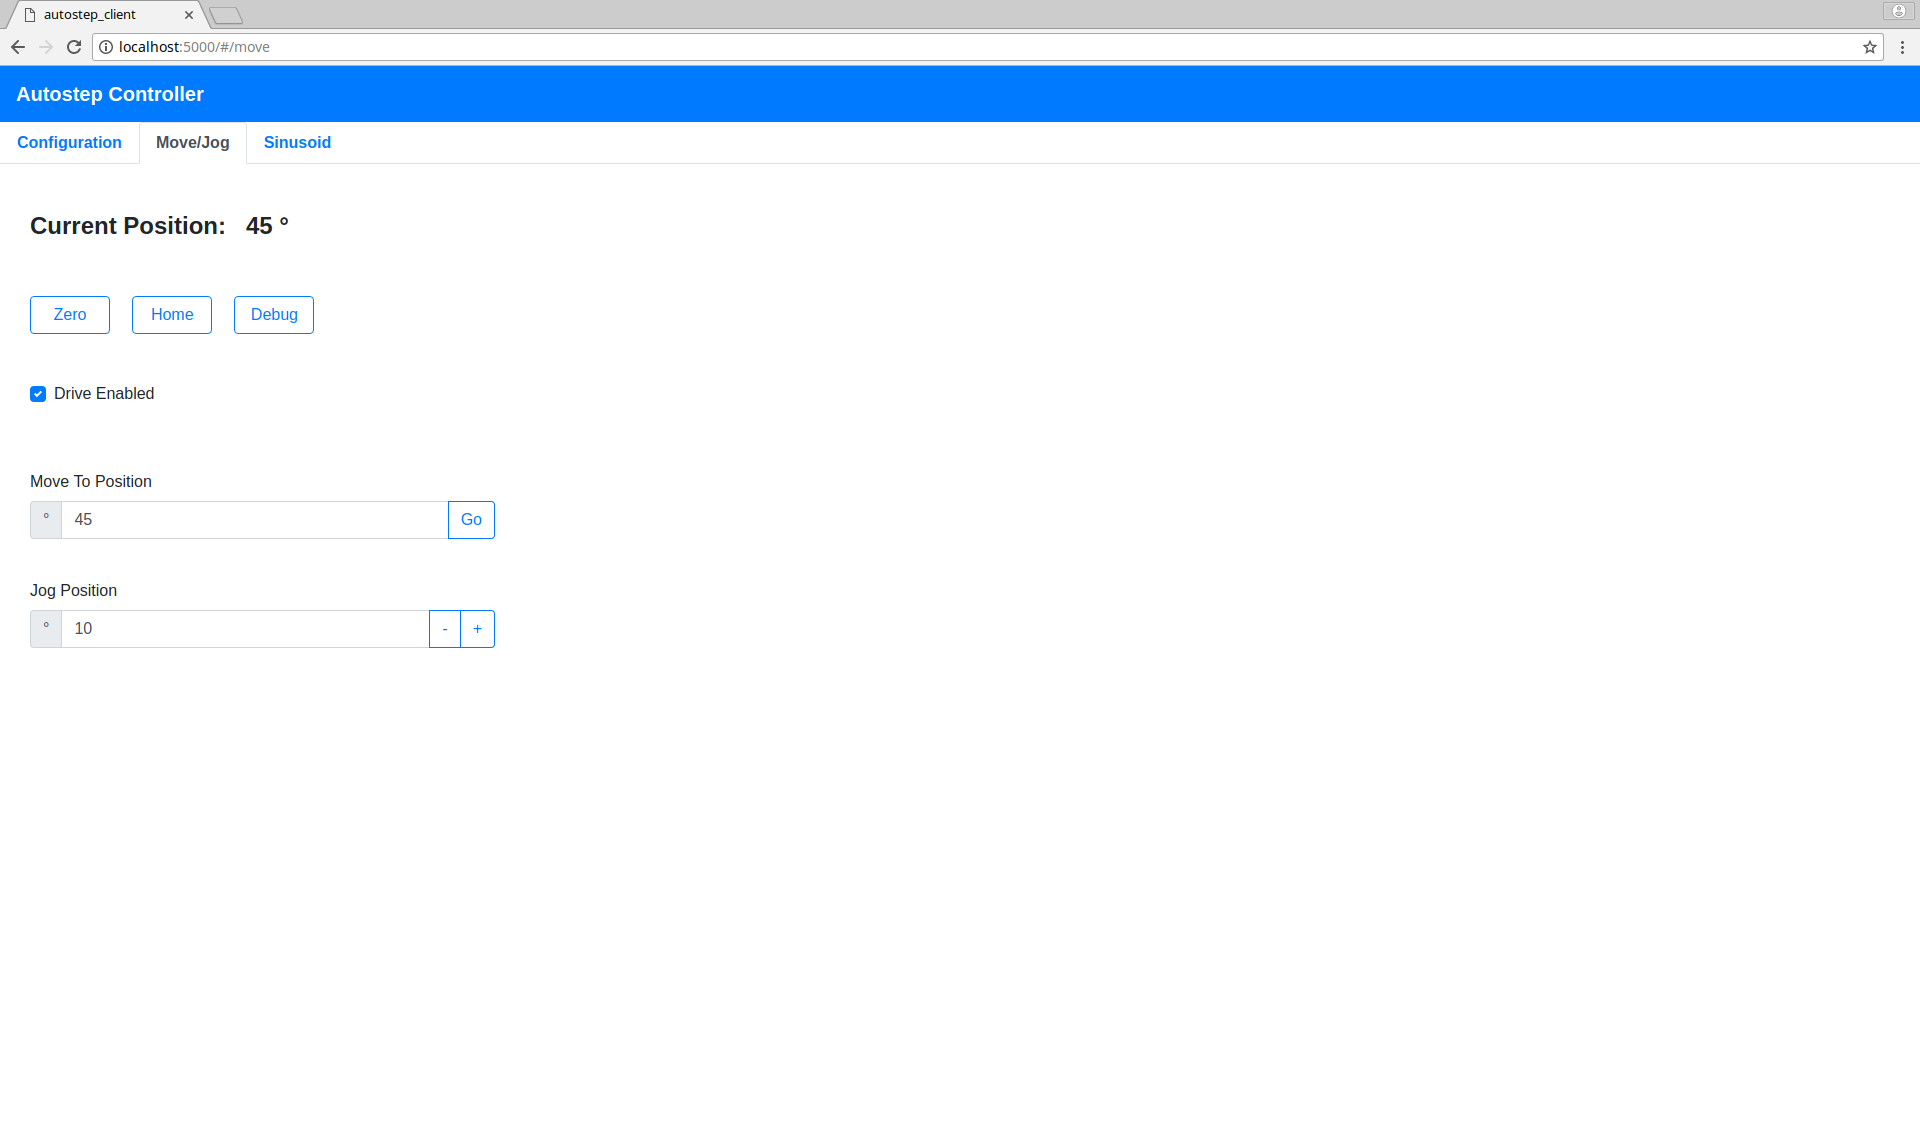 autostep_client
localhost:5000/#/move
Autostep Controller
Configuration Move/Jog Sinusoid
Current Position: 45 °
Zero Home Debug
Drive Enabled
Move To Position
° 45 Go
Jog Position
° 10 - +